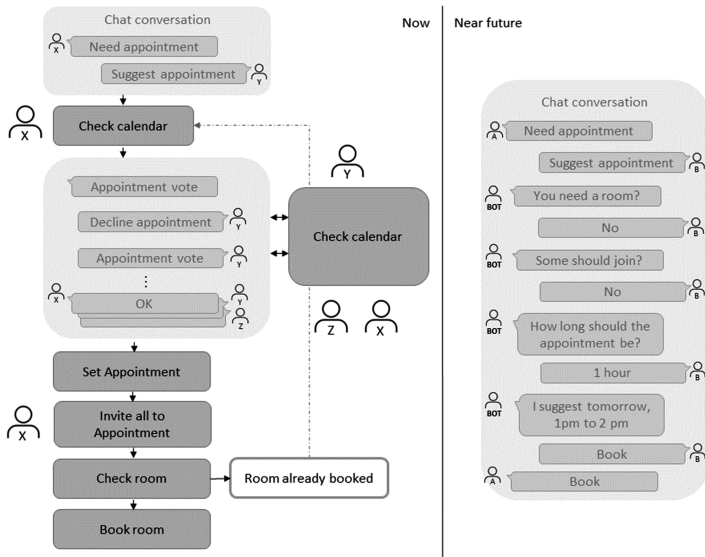 Now
Near future
Chat conversation
X
Need appointment
Suggest appointment
Y
X
Check calendar
Appointment vote
Decline appointment
Y
Appointment vote
Y
X
OK
Y
Z
Y
Check calendar
Z
X
Set Appointment
X
Invite all to
Appointment
Check room
Room already booked
Book room
Chat conversation
A
Need appointment
Suggest appointment
B
BOT
You need a room?
No
B
BOT
Some should join?
No
B
BOT
How long should the
appointment be?
1 hour
B
BOT
I suggest tomorrow,
1pm to 2 pm
Book
B
A
Book